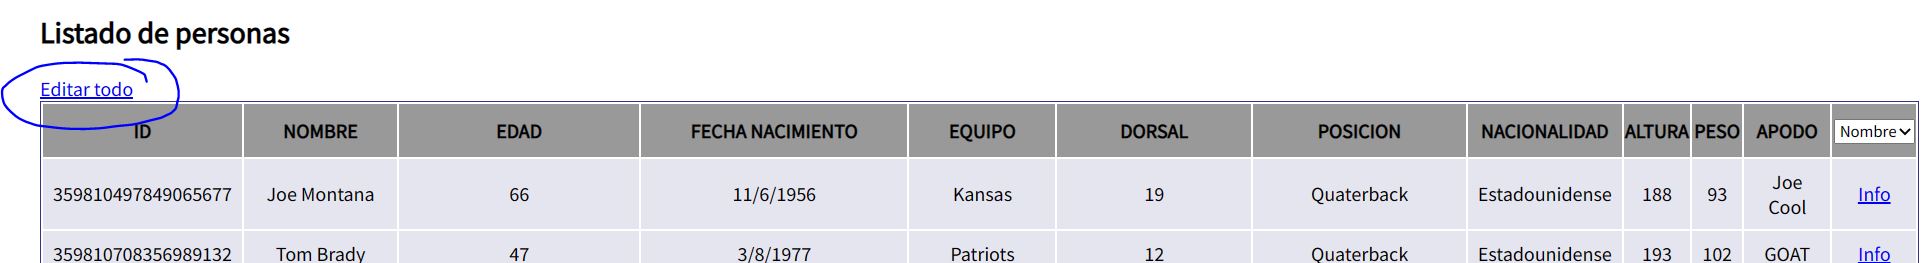 Listado de personas
Editar todo
ID NOMBRE EDAD FECHA NACIMIENTO EQUIPO DORSAL POSICION NACIONALIDAD ALTURA PESO APODO Nombre
359810497849065677 Joe Montana 66 11/6/1956 Kansas 19 Quaterback Estadounidense 188 93 Joe Cool Info
359810708356989132 Tom Brady 47 3/8/1977 Patriots 12 Quaterback Estadounidense 193 102 GOAT Info